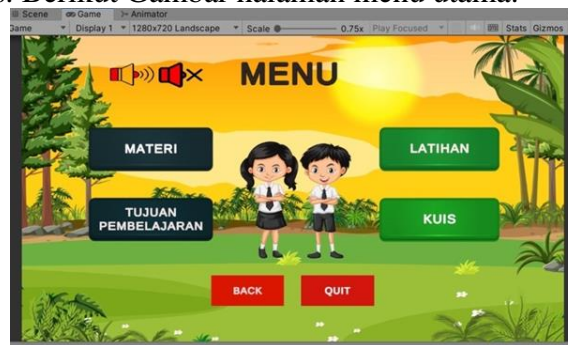 Berikut Gambar halaman menu utama.
Scene Game Animator
Game Display 1 1280x720 Landscape Scale 0.75x Play Focused Stats Gizmos
MENU
MATERI
LATIHAN
TUJUAN
PEMBELAJARAN
KUIS
BACK
QUIT